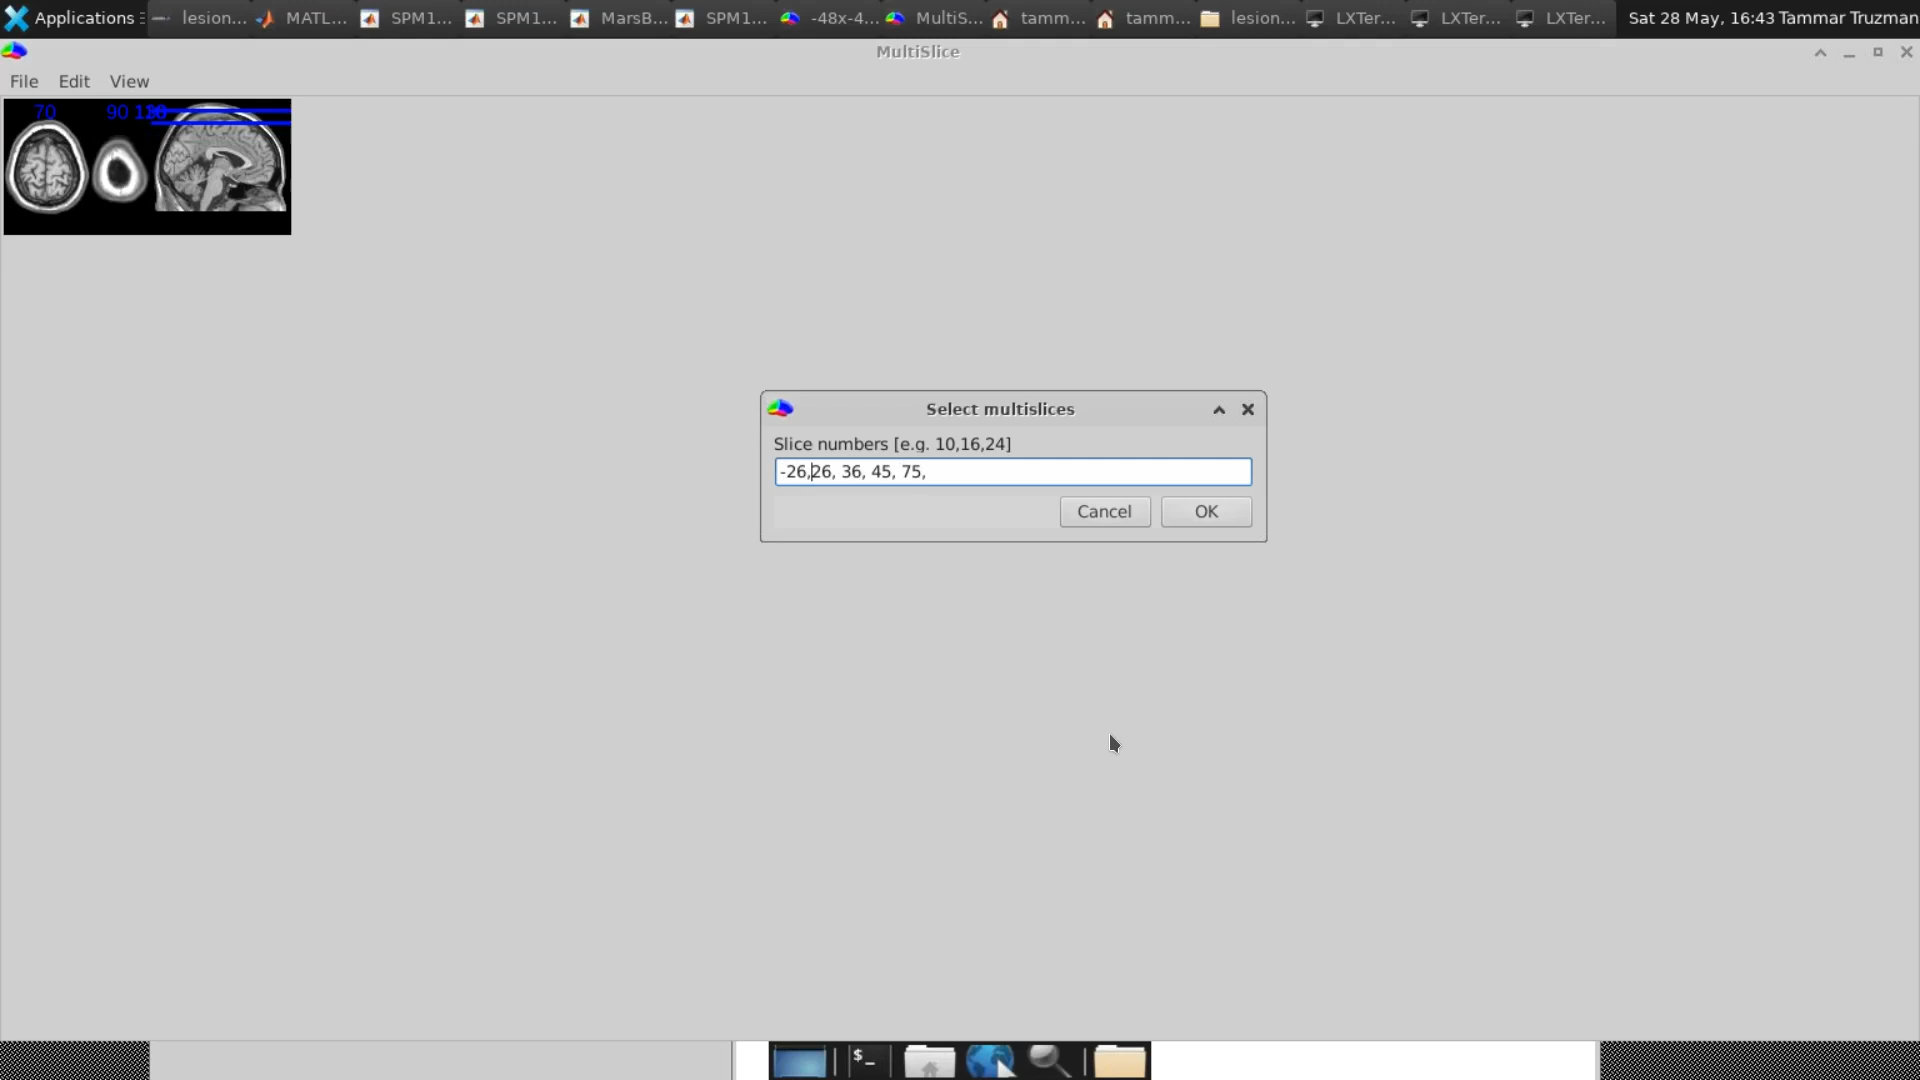 Applications
lesion...
MATL...
SPM1...
SPM1...
MarsB...
SPM1...
-48x-4...
MultiS...
tamm...
tamm...
lesion...
LXTer...
LXTer...
LXTer...
Sat 28 May, 16:43 Tammar Truzman
MultiSlice
File Edit View
70 90
Select multislices
Slice numbers [e.g. 10,16,24]
-26,26, 36, 45, 75,
Cancel OK
$_